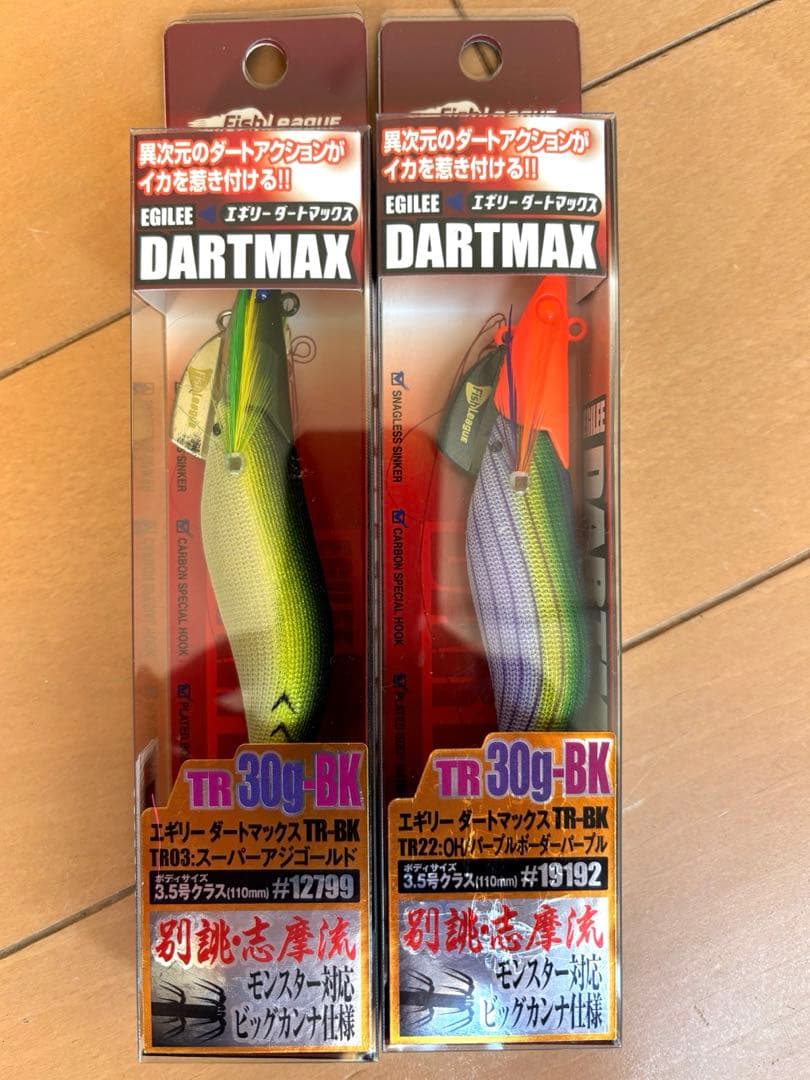 FishLeague
異次元のダートアクションが
イカを惹き付ける!!
EGILEE エギリー ダートマックス
DARTMAX
FishLeague
SINKER
CARBON SPECIAL HOOK
PLATED
TR 30g-BK
エギリー ダートマックス TR-BK
TR03:スーパーアジゴールド
ボディサイズ
3.5号クラス(110mm) #12799
別誂・志摩流
モンスター対応
ビッグカンナ仕様
FishLeague
異次元のダートアクションが
イカを惹き付ける!!
EGILEE エギリー ダートマックス
DARTMAX
FishLeague
SNAGLESS SINKER
CARBON SPECIAL HOOK
PLATED BODY
EGILEE
TR 30g-BK
エギリー ダートマックス TR-BK
TR22:OH/パープルボーダーパープル
ボディサイズ
3.5号クラス(110mm) #19192
別誂・志摩流
モンスター対応
ビッグカンナ仕様